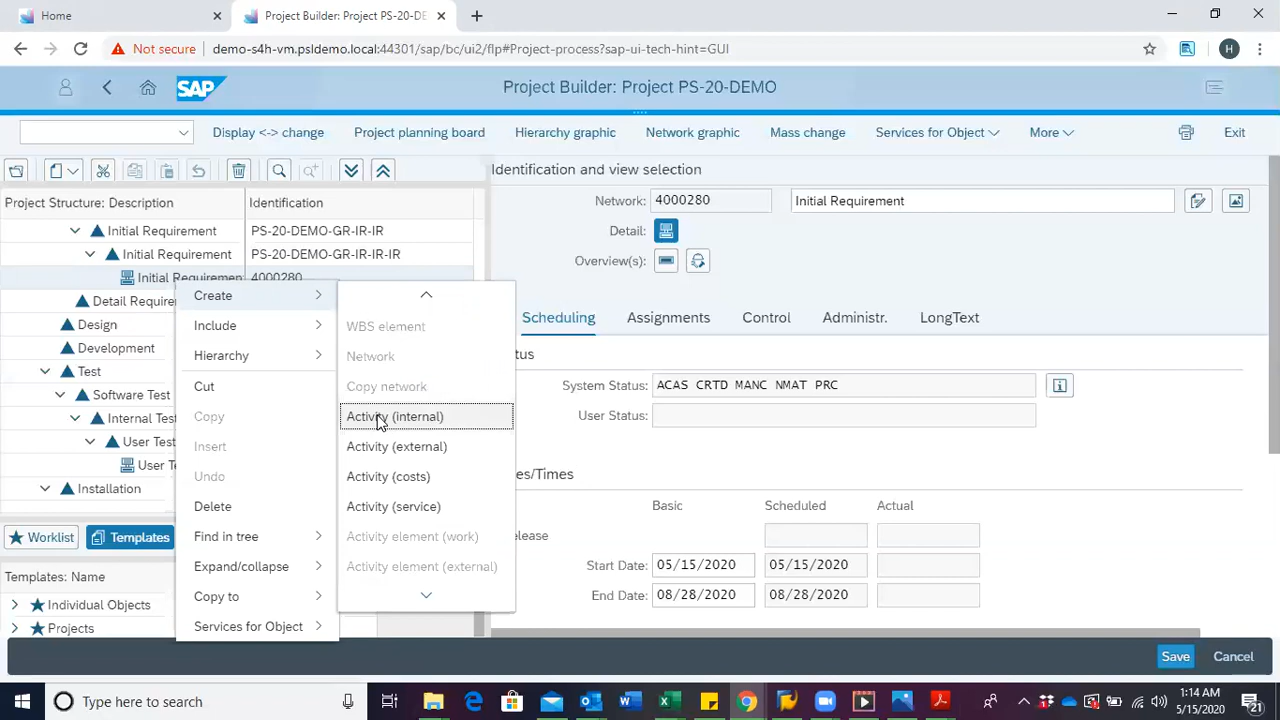 Home
Project Builder: Project PS-20-DE
Not secure
demo-s4h-vm.psldemo.local:44301/sap/bc/ui2/flp#Project-process?sap-ui-tech-hint=GUI
H
SAP
Project Builder: Project PS-20-DEMO
Display <-> change
Project planning board
Hierarchy graphic
Network graphic
Mass change
Services for Object
More
Exit
Identification and view selection
Project Structure: Description
Identification
Network:
4000280
Initial Requirement
Initial Requirement
PS-20-DEMO-GR-IR-IR
Detail:
Initial Requirement
PS-20-DEMO-GR-IR-IR
Overview(s):
Initial Requiremen
4000280
Detail Require
Design
Development
Test
Software Test
Internal Test
User Test
User Te
Installation
Create
Include
Hierarchy
Cut
Copy
Insert
Undo
Delete
Find in tree
Expand/collapse
Copy to
Services for Object
WBS element
Network
Copy network
Activity (internal)
Activity (external)
Activity (costs)
Activity (service)
Activity element (work)
Activity element (external)
Scheduling
Assignments
Control
Administr.
LongText
tus
System Status:
ACAS CRTD MANC NMAT PRC
User Status:
es/Times
Basic
Scheduled
Actual
elease
Start Date:
05/15/2020
05/15/2020
End Date:
08/28/2020
08/28/2020
Worklist
Templates
Templates: Name
Individual Objects
Projects
Save
Cancel
Type here to search
1:14 AM
5/15/2020
21